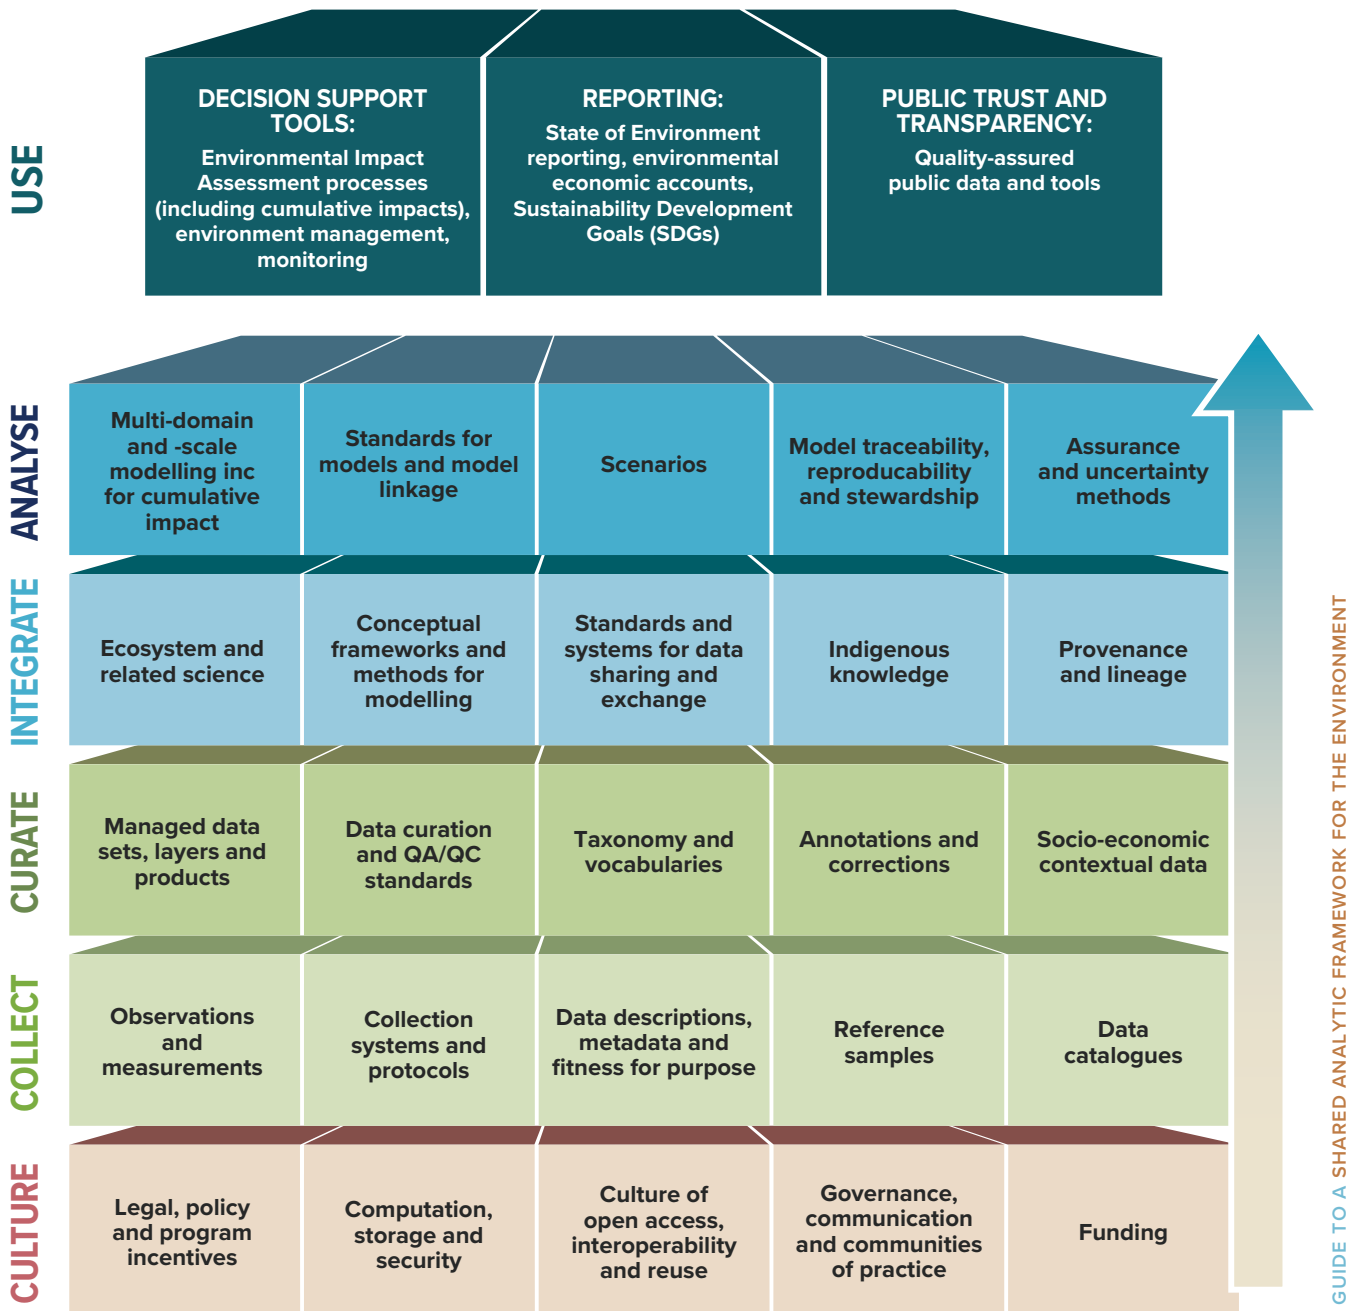 USE
DECISION SUPPORT
TOOLS:
Environmental Impact
Assessment processes
(including cumulative impacts),
environment management,
monitoring
REPORTING:
State of Environment
reporting, environmental
economic accounts,
Sustainability Development
Goals (SDGs)
PUBLIC TRUST AND
TRANSPARENCY:
Quality-assured
public data and tools
ANALYSE
Multi-domain
and -scale
modelling inc
for cumulative
impact
Standards for
models and model
linkage
Scenarios
Model traceability,
reproducability
and stewardship
Assurance
and uncertainty
methods
INTEGRATE
Ecosystem and
related science
Conceptual
frameworks and
methods for
modelling
Standards and
systems for data
sharing and
exchange
Indigenous
knowledge
Provenance
and lineage
CURATE
Managed data
sets, layers and
products
Data curation
and QA/QC
standards
Taxonomy and
vocabularies
Annotations and
corrections
Socio-economic
contextual data
COLLECT
Observations
and
measurements
Collection
systems and
protocols
Data descriptions,
metadata and
fitness for purpose
Reference
samples
Data
catalogues
CULTURE
Legal, policy
and program
incentives
Computation,
storage and
security
Culture of
open access,
interoperability
and reuse
Governance,
communication
and communities
of practice
Funding
GUIDE TO A SHARED ANALYTIC FRAMEWORK FOR THE ENVIRONMENT